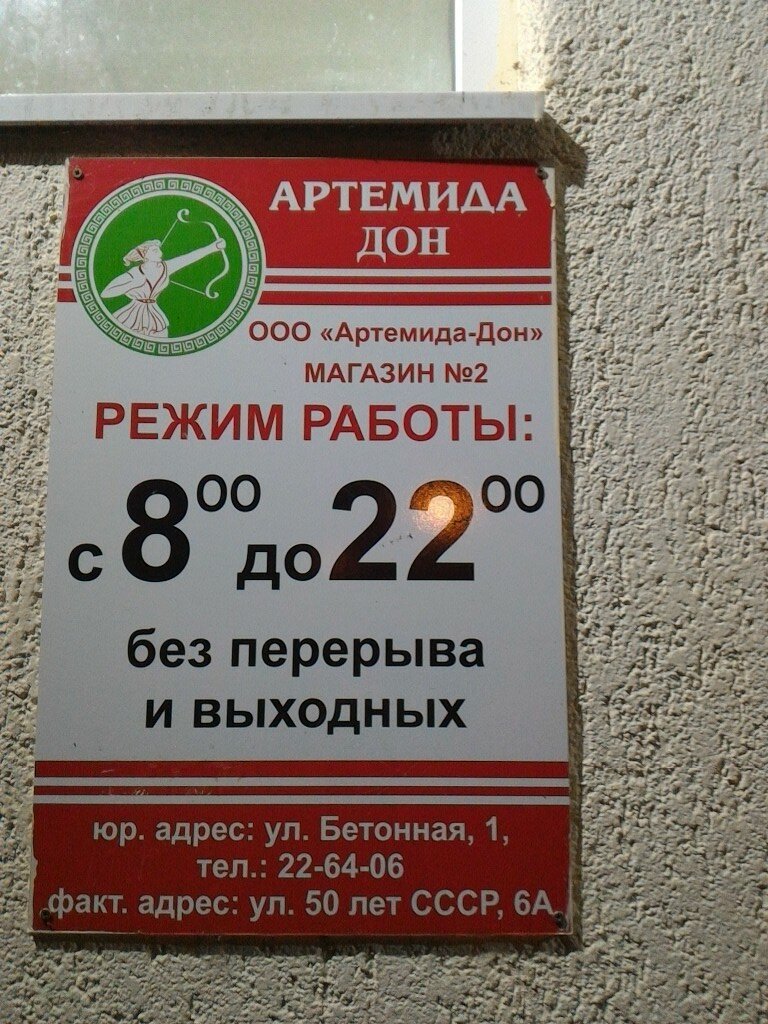 АРТЕМИДА
ДОН
ООО «Артемида-Дон»
МАГАЗИН №2
РЕЖИМ РАБОТЫ:
с 8⁰⁰ до 22⁰⁰
без перерыва
и выходных
юр. адрес: ул. Бетонная, 1,
тел.: 22-64-06
факт. адрес: ул. 50 лет СССР, 6А